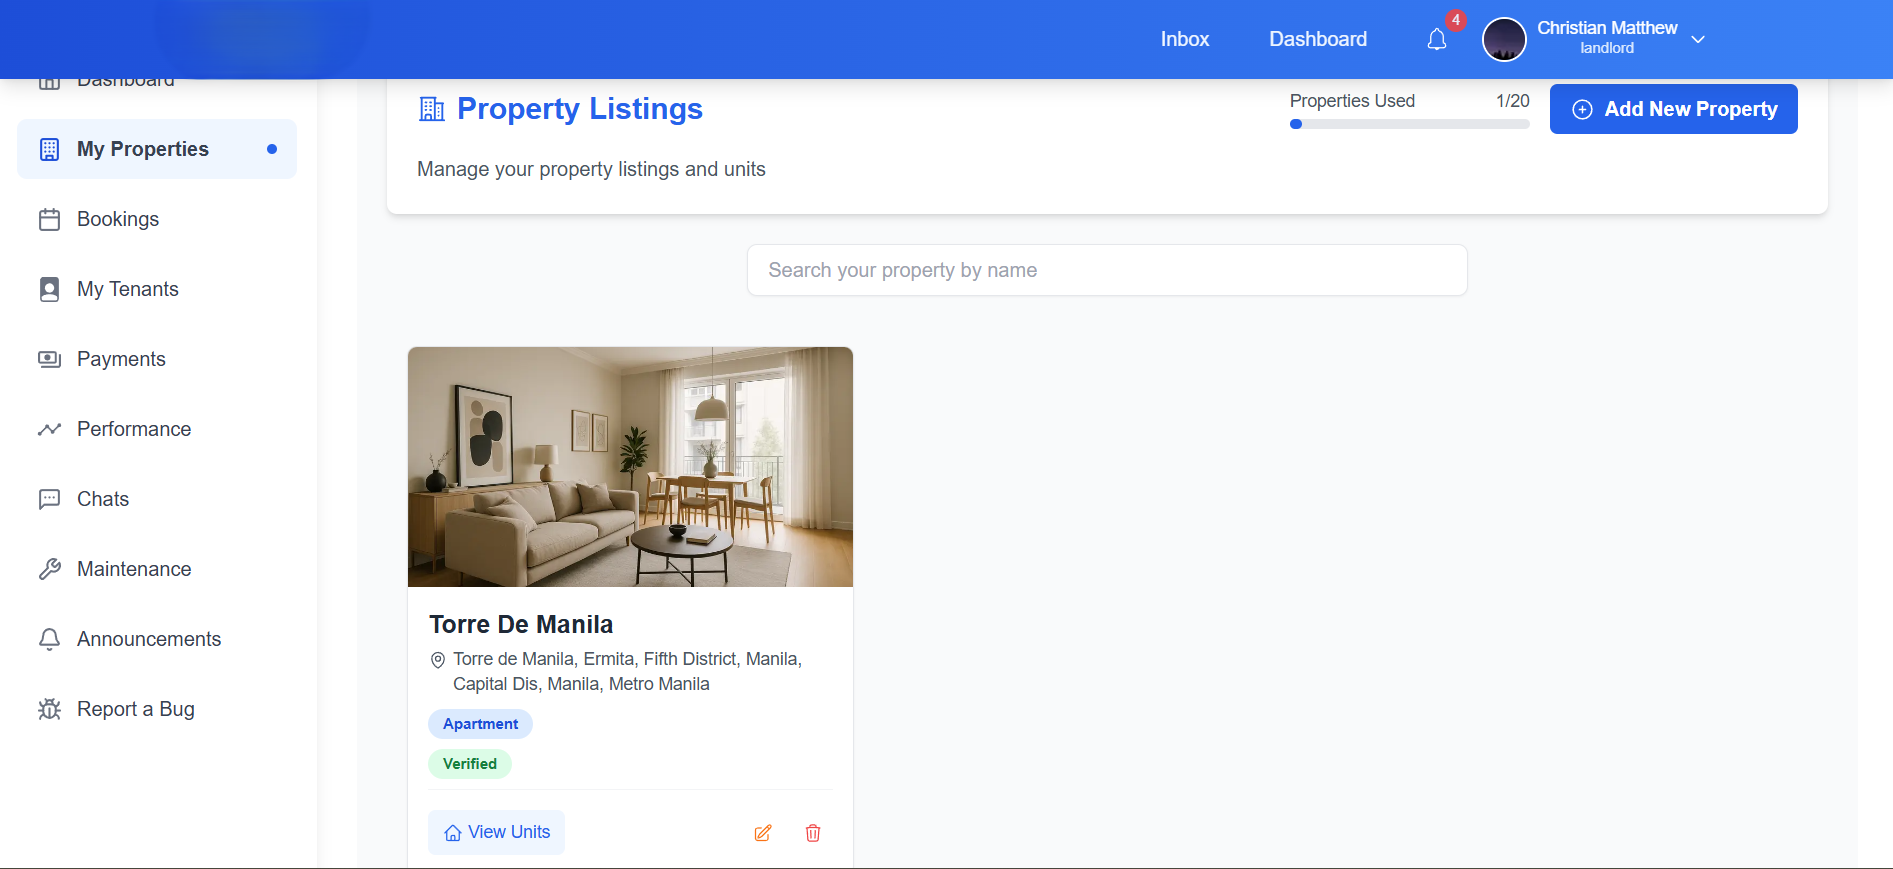 Inbox
Dashboard
4
Christian Matthew
landlord
Dashboard
My Properties
Bookings
My Tenants
Payments
Performance
Chats
Maintenance
Announcements
Report a Bug
Property Listings
Properties Used 1/20
Add New Property
Manage your property listings and units
Search your property by name
Torre De Manila
Torre de Manila, Ermita, Fifth District, Manila,
Capital Dis, Manila, Metro Manila
Apartment
Verified
View Units